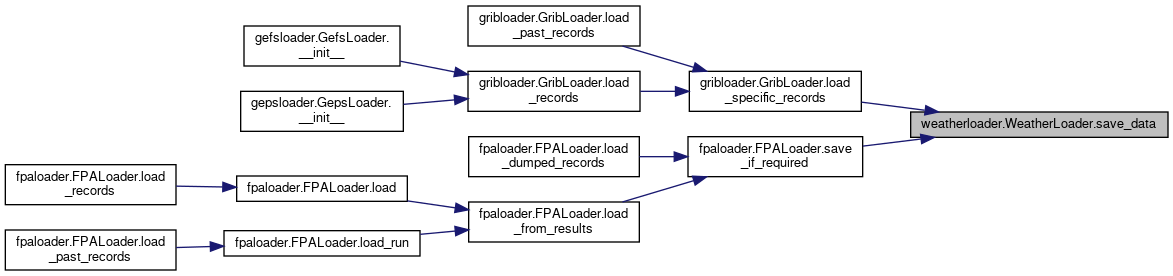 gribloader.GribLoader.load
_past_records
gefsloader.GefsLoader.
__init__
gribloader.GribLoader.load
_records
gribloader.GribLoader.load
_specific_records
gepsloader.GepsLoader.
__init__
weatherloader.WeatherLoader.save_data
fpaloader.FPALoader.load
_dumped_records
fpaloader.FPALoader.save
_if_required
fpaloader.FPALoader.load
_records
fpaloader.FPALoader.load
fpaloader.FPALoader.load
_from_results
fpaloader.FPALoader.load
_past_records
fpaloader.FPALoader.load_run